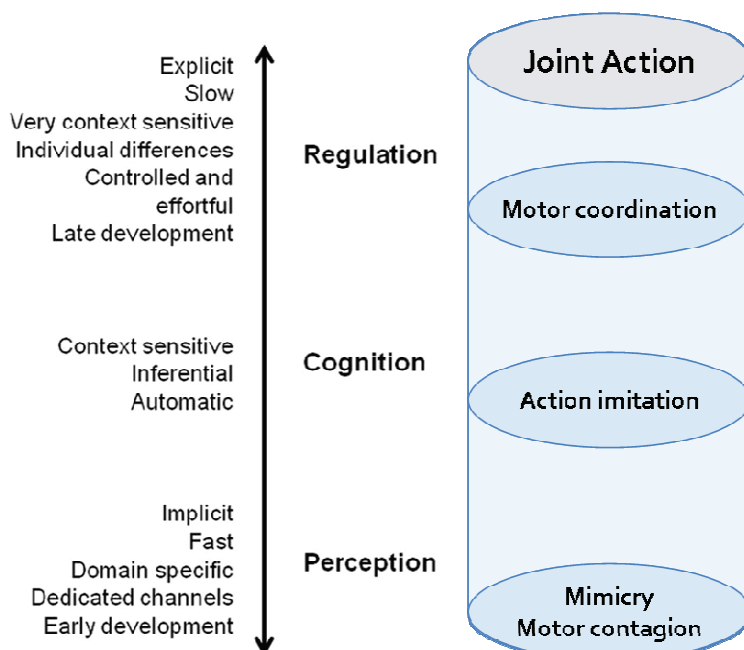 Explicit
Slow
Very context sensitive
Individual differences
Controlled and
effortful
Late development
Context sensitive
Inferential
Automatic
Implicit
Fast
Domain specific
Dedicated channels
Early development
Regulation
Cognition
Perception
Joint Action
Motor coordination
Action imitation
Mimicry
Motor contagion